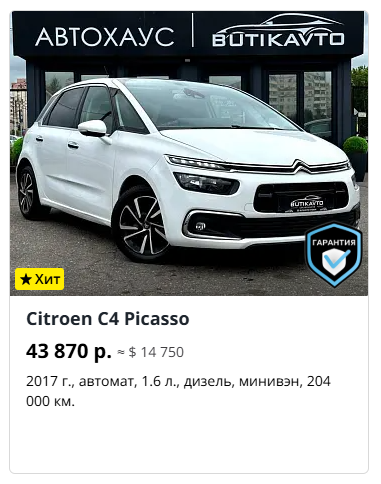 АВТОХАУС | BUTIKAVTO
BUTIKAVTO
ГАРАНТИЯ
★ Хит
Citroen C4 Picasso
43 870 р. ≈ $ 14 750
2017 г., автомат, 1.6 л., дизель, минивэн, 204
000 км.